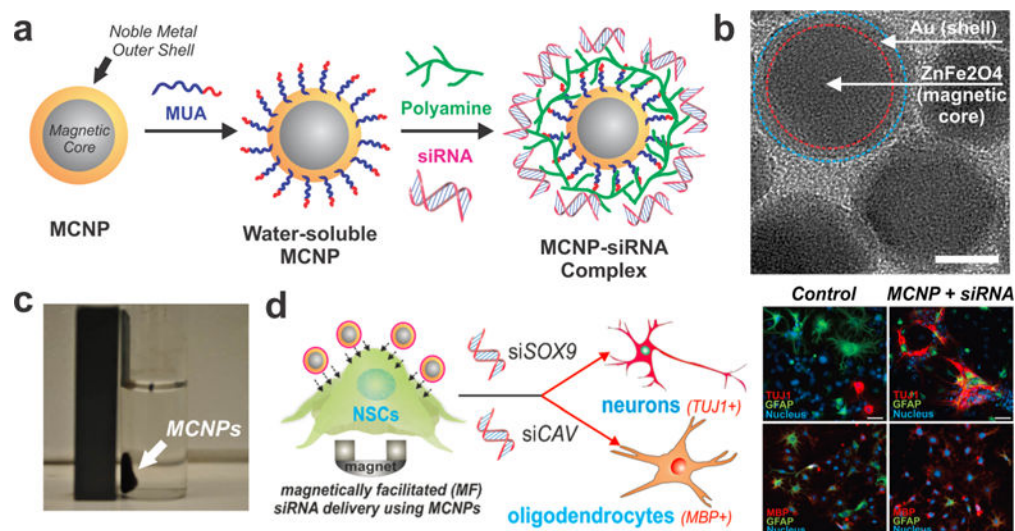 a
Noble Metal
Outer Shell
Magnetic
Core
MCNP
MUA
Water-soluble
MCNP
Polyamine
siRNA
MCNP-siRNA
Complex
b
Au (shell)
ZnFe2O4
(magnetic
core)
c
MCNPs
d
NSCs
magnet
magnetically facilitated (MF)
siRNA delivery using MCNPs
siSOX9
siCAV
neurons (TUJ1+)
oligodendrocytes (MBP+)
Control
MCNP + siRNA
TUJ1
GFAP
Nucleus
TUJ1
GFAP
Nucleus
MBP
GFAP
Nucleus
MBP
GFAP
Nucleus